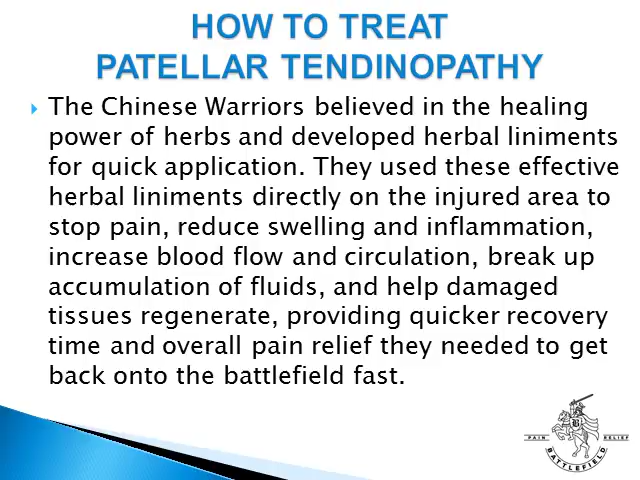 HOW TO TREAT
PATELLAR TENDINOPATHY
The Chinese Warriors believed in the healing
power of herbs and developed herbal liniments
for quick application. They used these effective
herbal liniments directly on the injured area to
stop pain, reduce swelling and inflammation,
increase blood flow and circulation, break up
accumulation of fluids, and help damaged
tissues regenerate, providing quicker recovery
time and overall pain relief they needed to get
back onto the battlefield fast.
B
PAIN RELIEF
BATTLEFIELD